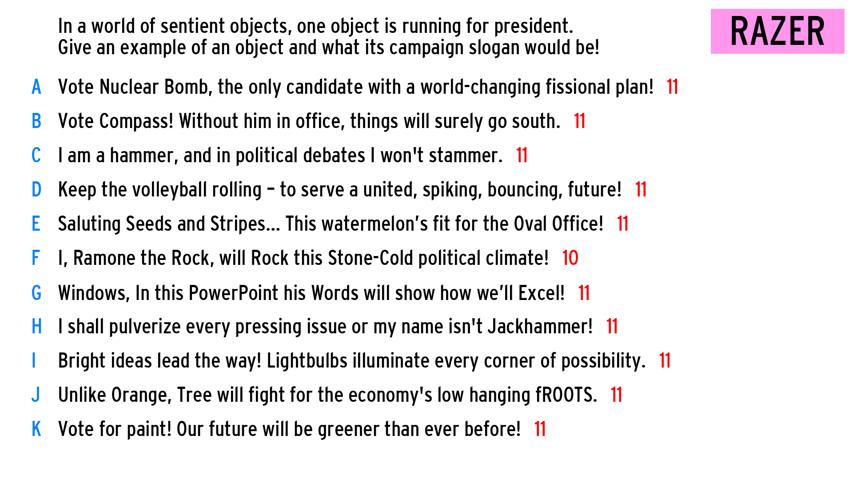 In a world of sentient objects, one object is running for president.
Give an example of an object and what its campaign slogan would be!
RAZER
A Vote Nuclear Bomb, the only candidate with a world-changing fissional plan! 11
B Vote Compass! Without him in office, things will surely go south. 11
C I am a hammer, and in political debates I won't stammer. 11
D Keep the volleyball rolling – to serve a united, spiking, bouncing, future! 11
E Saluting Seeds and Stripes... This watermelon's fit for the Oval Office! 11
F I, Ramone the Rock, will Rock this Stone-Cold political climate! 10
G Windows, In this PowerPoint his Words will show how we'll Excel! 11
H I shall pulverize every pressing issue or my name isn't Jackhammer! 11
I Bright ideas lead the way! Lightbulbs illuminate every corner of possibility. 11
J Unlike Orange, Tree will fight for the economy's low hanging fROOTS. 11
K Vote for paint! Our future will be greener than ever before! 11